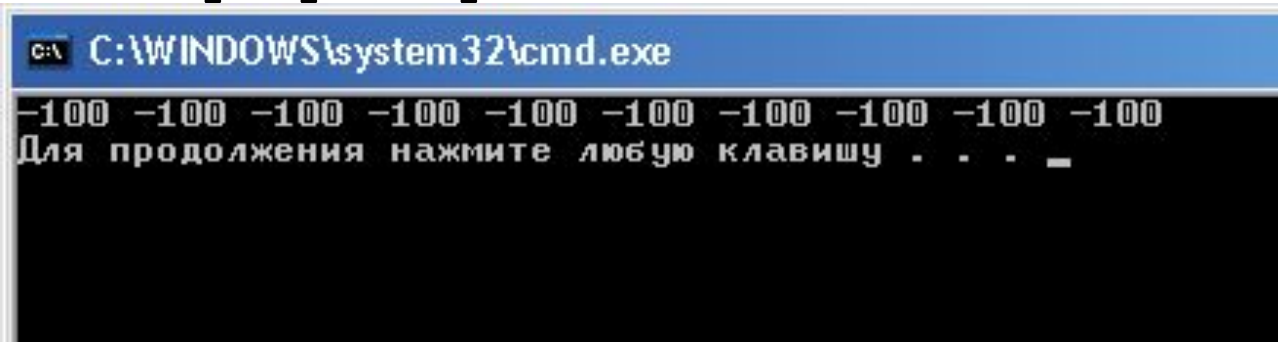 C:\WINDOWS\system32\cmd.exe
-100 -100 -100 -100 -100 -100 -100 -100 -100 -100
Для продолжения нажмите любую клавишу . . . _